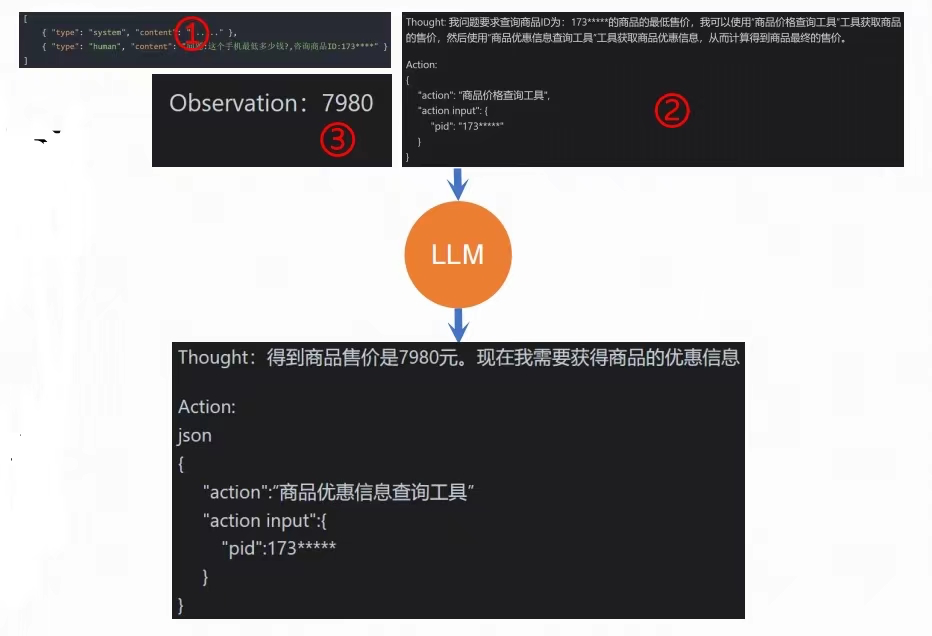 [
{ "type": "system", "content": "......" },
①
{ "type": "human", "content": "问题:这个手机最低多少线?,咨询商品ID:173****" }
]
Thought: 我问题要求查询商品ID为：173*****的商品的最低售价，我可以使用"商品价格查询工具"工具获取商品
的售价，然后使用"商品优惠信息查询工具"工具获取商品优惠信息，从而计算得到商品最终的售价。
Action:
{
"action": "商品价格查询工具",
"action input": {
"pid": "173*****"
}
}
②
Observation：7980
③
LLM
Thought：得到商品售价是7980元。现在我需要获得商品的优惠信息
Action:
json
{
"action":"商品优惠信息查询工具"
"action input":{
"pid":173*****
}
}